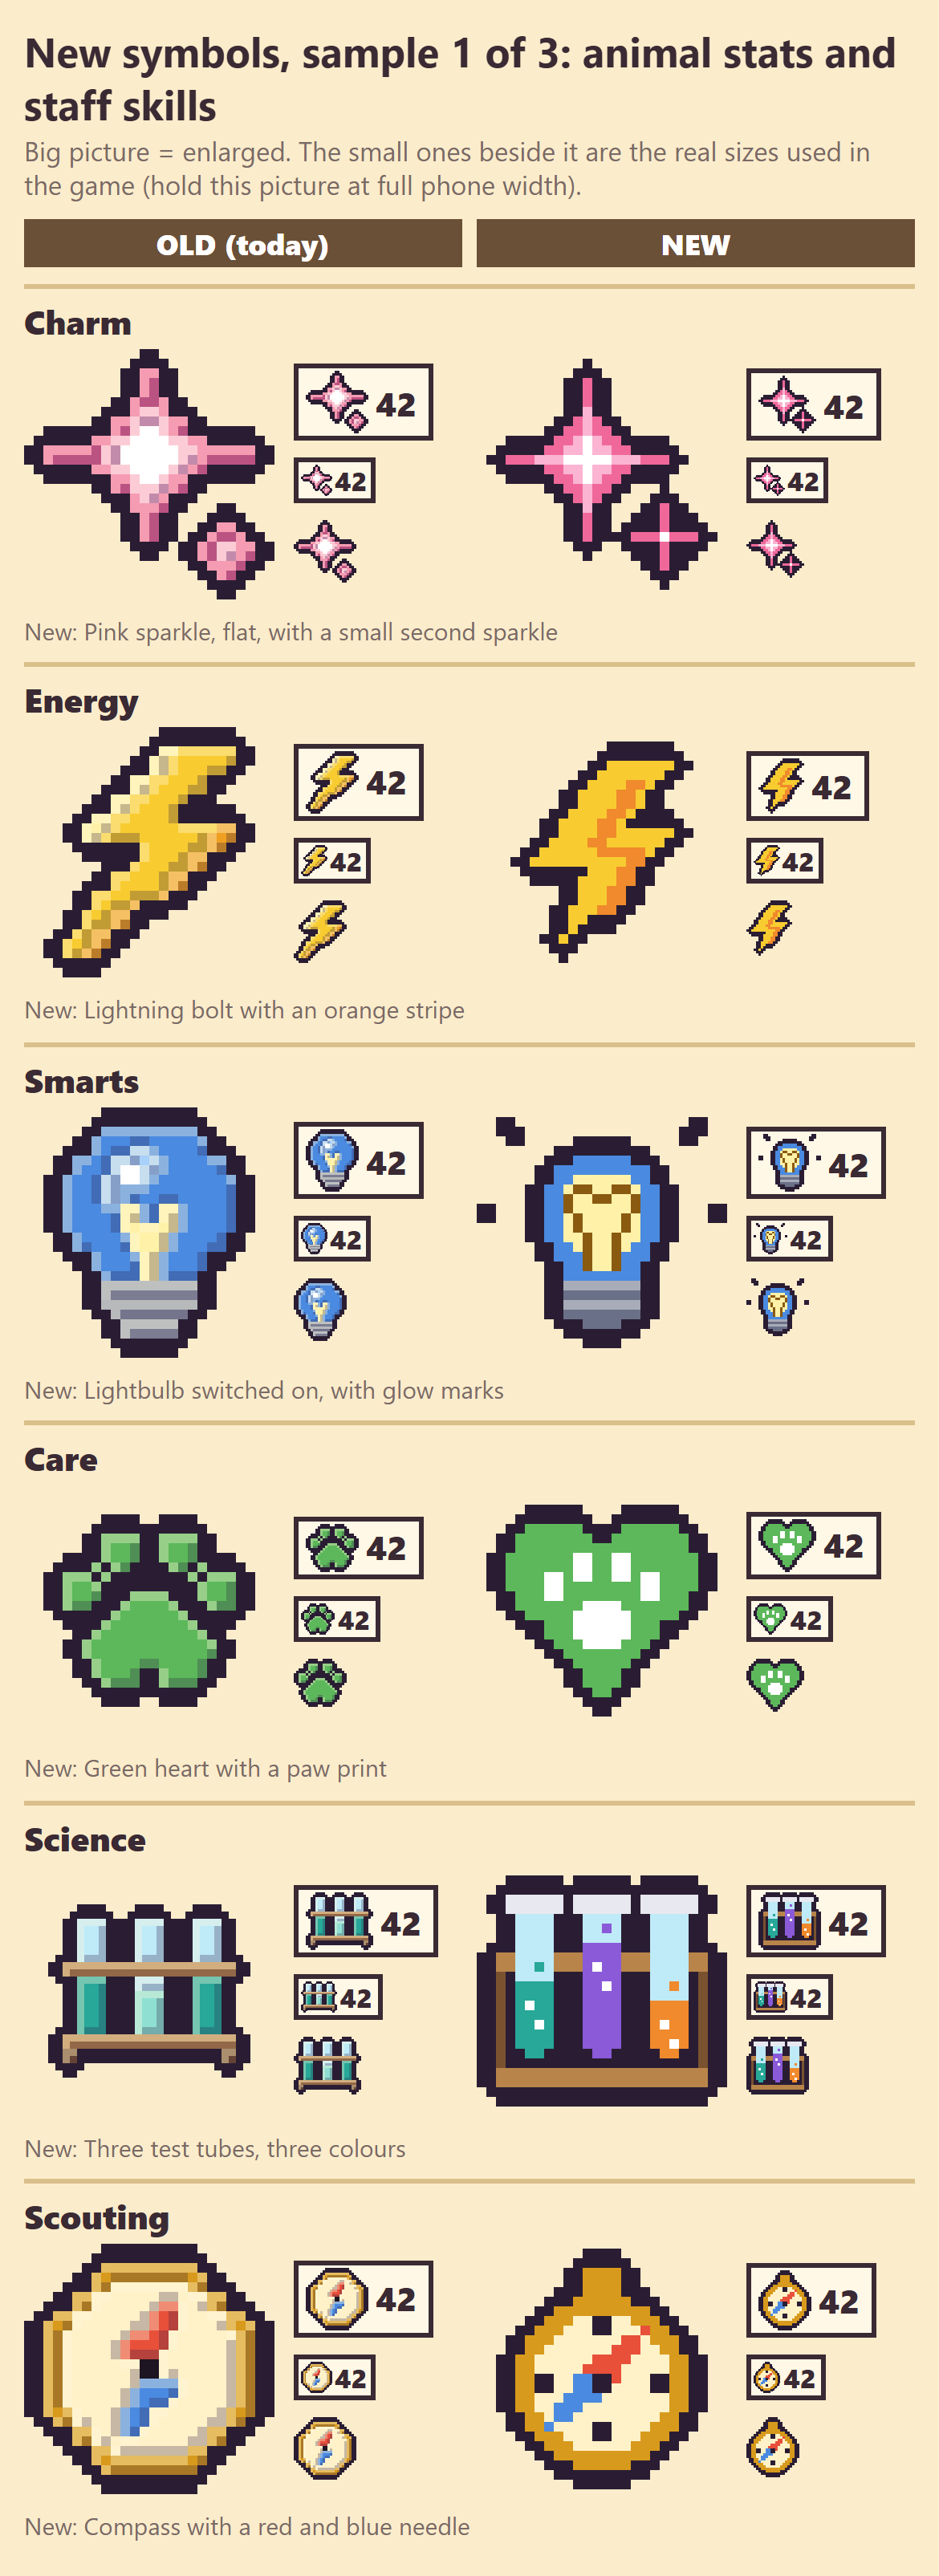 New symbols, sample 1 of 3: animal stats and
staff skills
Big picture = enlarged. The small ones beside it are the real sizes used in
the game (hold this picture at full phone width).
OLD (today)
NEW
Charm
42
42
42
42
New: Pink sparkle, flat, with a small second sparkle
Energy
42
42
42
42
New: Lightning bolt with an orange stripe
Smarts
42
42
42
42
New: Lightbulb switched on, with glow marks
Care
42
42
42
42
New: Green heart with a paw print
Science
42
42
42
42
New: Three test tubes, three colours
Scouting
42
42
42
42
New: Compass with a red and blue needle